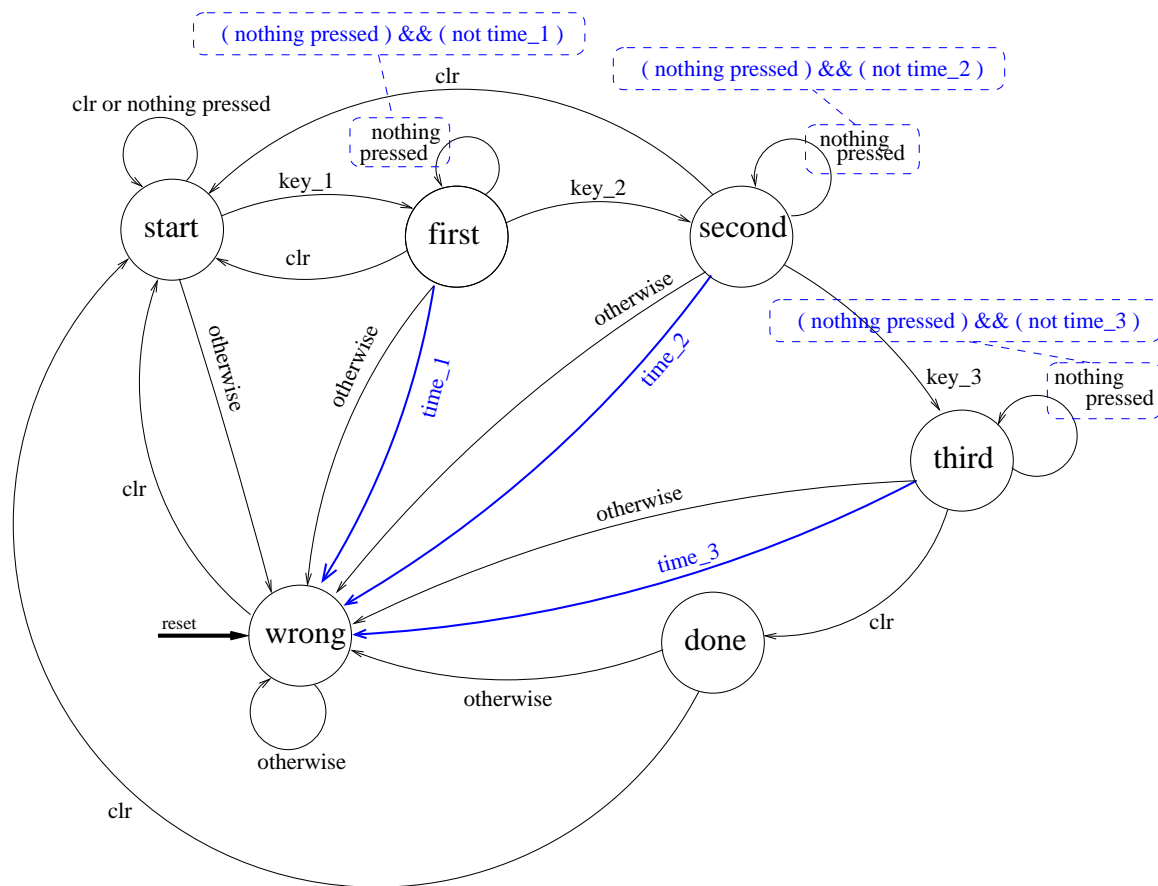 ( nothing pressed ) && ( not time_1 )
( nothing pressed ) && ( not time_2 )
clr
clr or nothing pressed
nothing
pressed
nothing
pressed
key_1
key_2
start
first
second
clr
otherwise
( nothing pressed ) && ( not time_3 )
otherwise
otherwise
time_1
time_2
key_3
nothing
pressed
third
clr
otherwise
time_3
reset
wrong
done
clr
otherwise
otherwise
clr